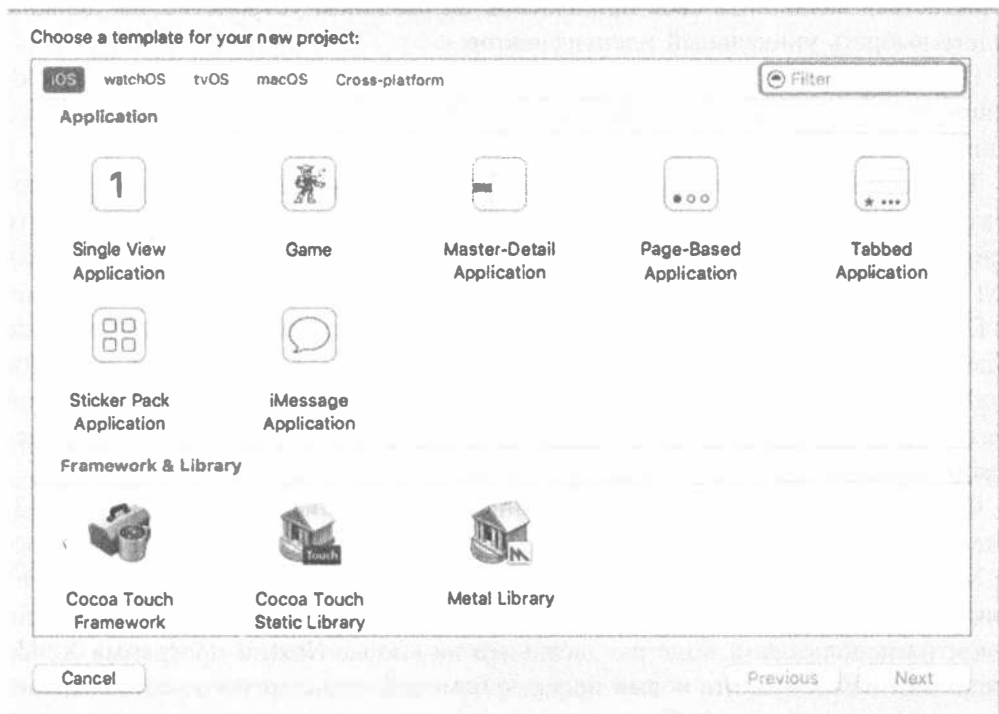 Choose a template for your new project:
iOS watchOS tvOS macOS Cross-platform Filter
Application
1
Single View Application
Game
Master-Detail Application
Page-Based Application
Tabbed Application
Sticker Pack Application
iMessage Application
Framework & Library
Touch
Cocoa Touch Framework
Cocoa Touch Static Library
Metal Library
Cancel Previous Next